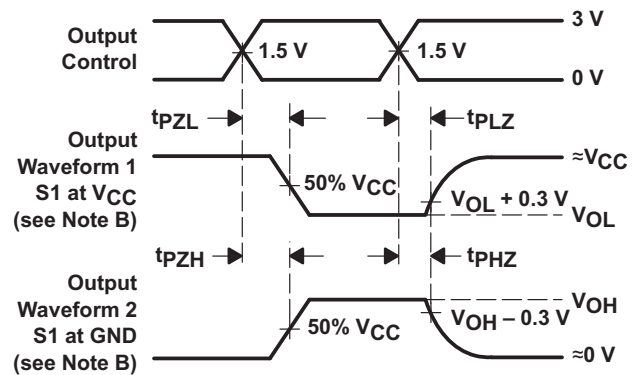 Output
Control
1.5 V
1.5 V
3 V
0 V
tPZL
tPLZ
Output
Waveform 1
S1 at VCC
(see Note B)
50% VCC
≈VCC
VOL + 0.3 V
VOL
tPZH
tPHZ
Output
Waveform 2
S1 at GND
(see Note B)
50% VCC
VOH
VOH – 0.3 V
≈0 V